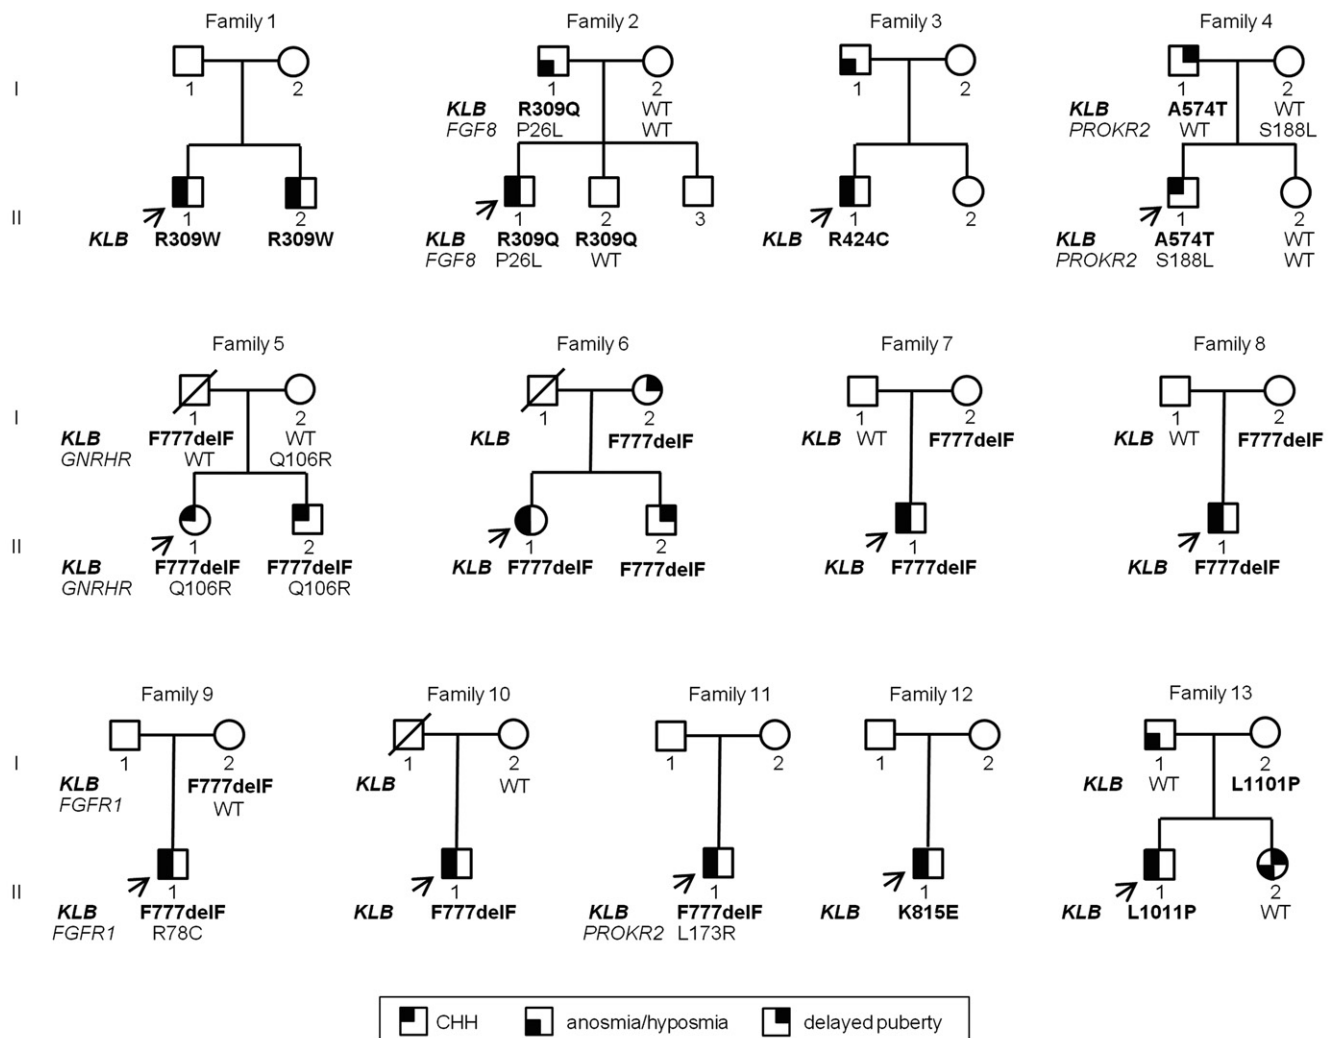 Family 1 Family 2 Family 3 Family 4
I
1 2 1 2 1 2 1 2
KLB R309Q WT KLB A574T WT
FGF8 P26L WT PROKR2 WT S188L
II
1 2 1 2 3 1 2 1 2
KLB R309W R309W KLB R309Q R309Q KLB R424C KLB A574T WT
FGF8 P26L WT PROKR2 S188L WT
Family 5 Family 6 Family 7 Family 8
I
1 2 1 2 1 2 1 2
KLB F777delF WT KLB F777delF KLB WT F777delF KLB WT F777delF
GNRHR WT Q106R
II
1 2 1 2 1 1
KLB F777delF F777delF KLB F777delF F777delF KLB F777delF KLB F777delF
GNRHR Q106R Q106R
Family 9 Family 10 Family 11 Family 12 Family 13
I
1 2 1 2 1 2 1 2 1 2
KLB F777delF KLB WT KLB WT L1101P
FGFR1 WT
II
1 1 1 1 1 2
KLB F777delF KLB F777delF KLB F777delF KLB K815E KLB L1011P WT
FGFR1 R78C PROKR2 L173R
CHH anosmia/hyposmia delayed puberty